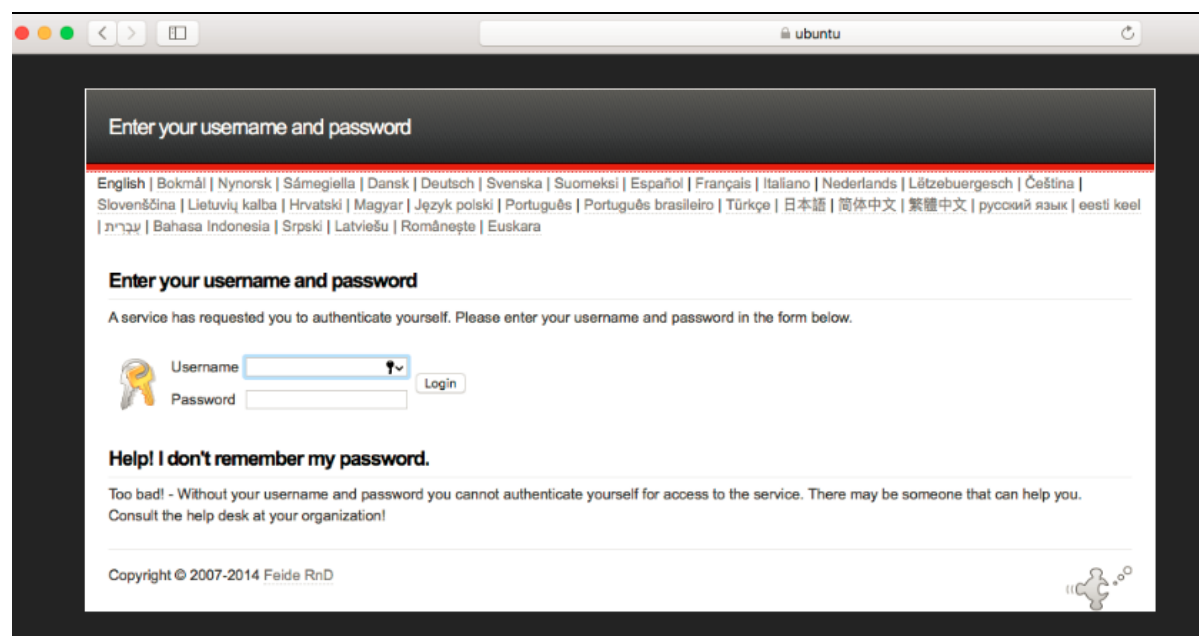 ubuntu
Enter your username and password
English | Bokmål | Nynorsk | Sámegiella | Dansk | Deutsch | Svenska | Suomeksi | Español | Français | Italiano | Nederlands | Lëtzebuergesch | Čeština |
Slovenščina | Lietuvių kalba | Hrvatski | Magyar | Język polski | Português | Português brasileiro | Türkçe | 日本語 | 简体中文 | 繁體中文 | русский язык | eesti keel
| עִבְרִית | Bahasa Indonesia | Srpski | Latviešu | Românește | Euskara
Enter your username and password
A service has requested you to authenticate yourself. Please enter your username and password in the form below.
Username
Login
Password
Help! I don't remember my password.
Too bad! - Without your username and password you cannot authenticate yourself for access to the service. There may be someone that can help you.
Consult the help desk at your organization!
Copyright © 2007-2014 Feide RnD